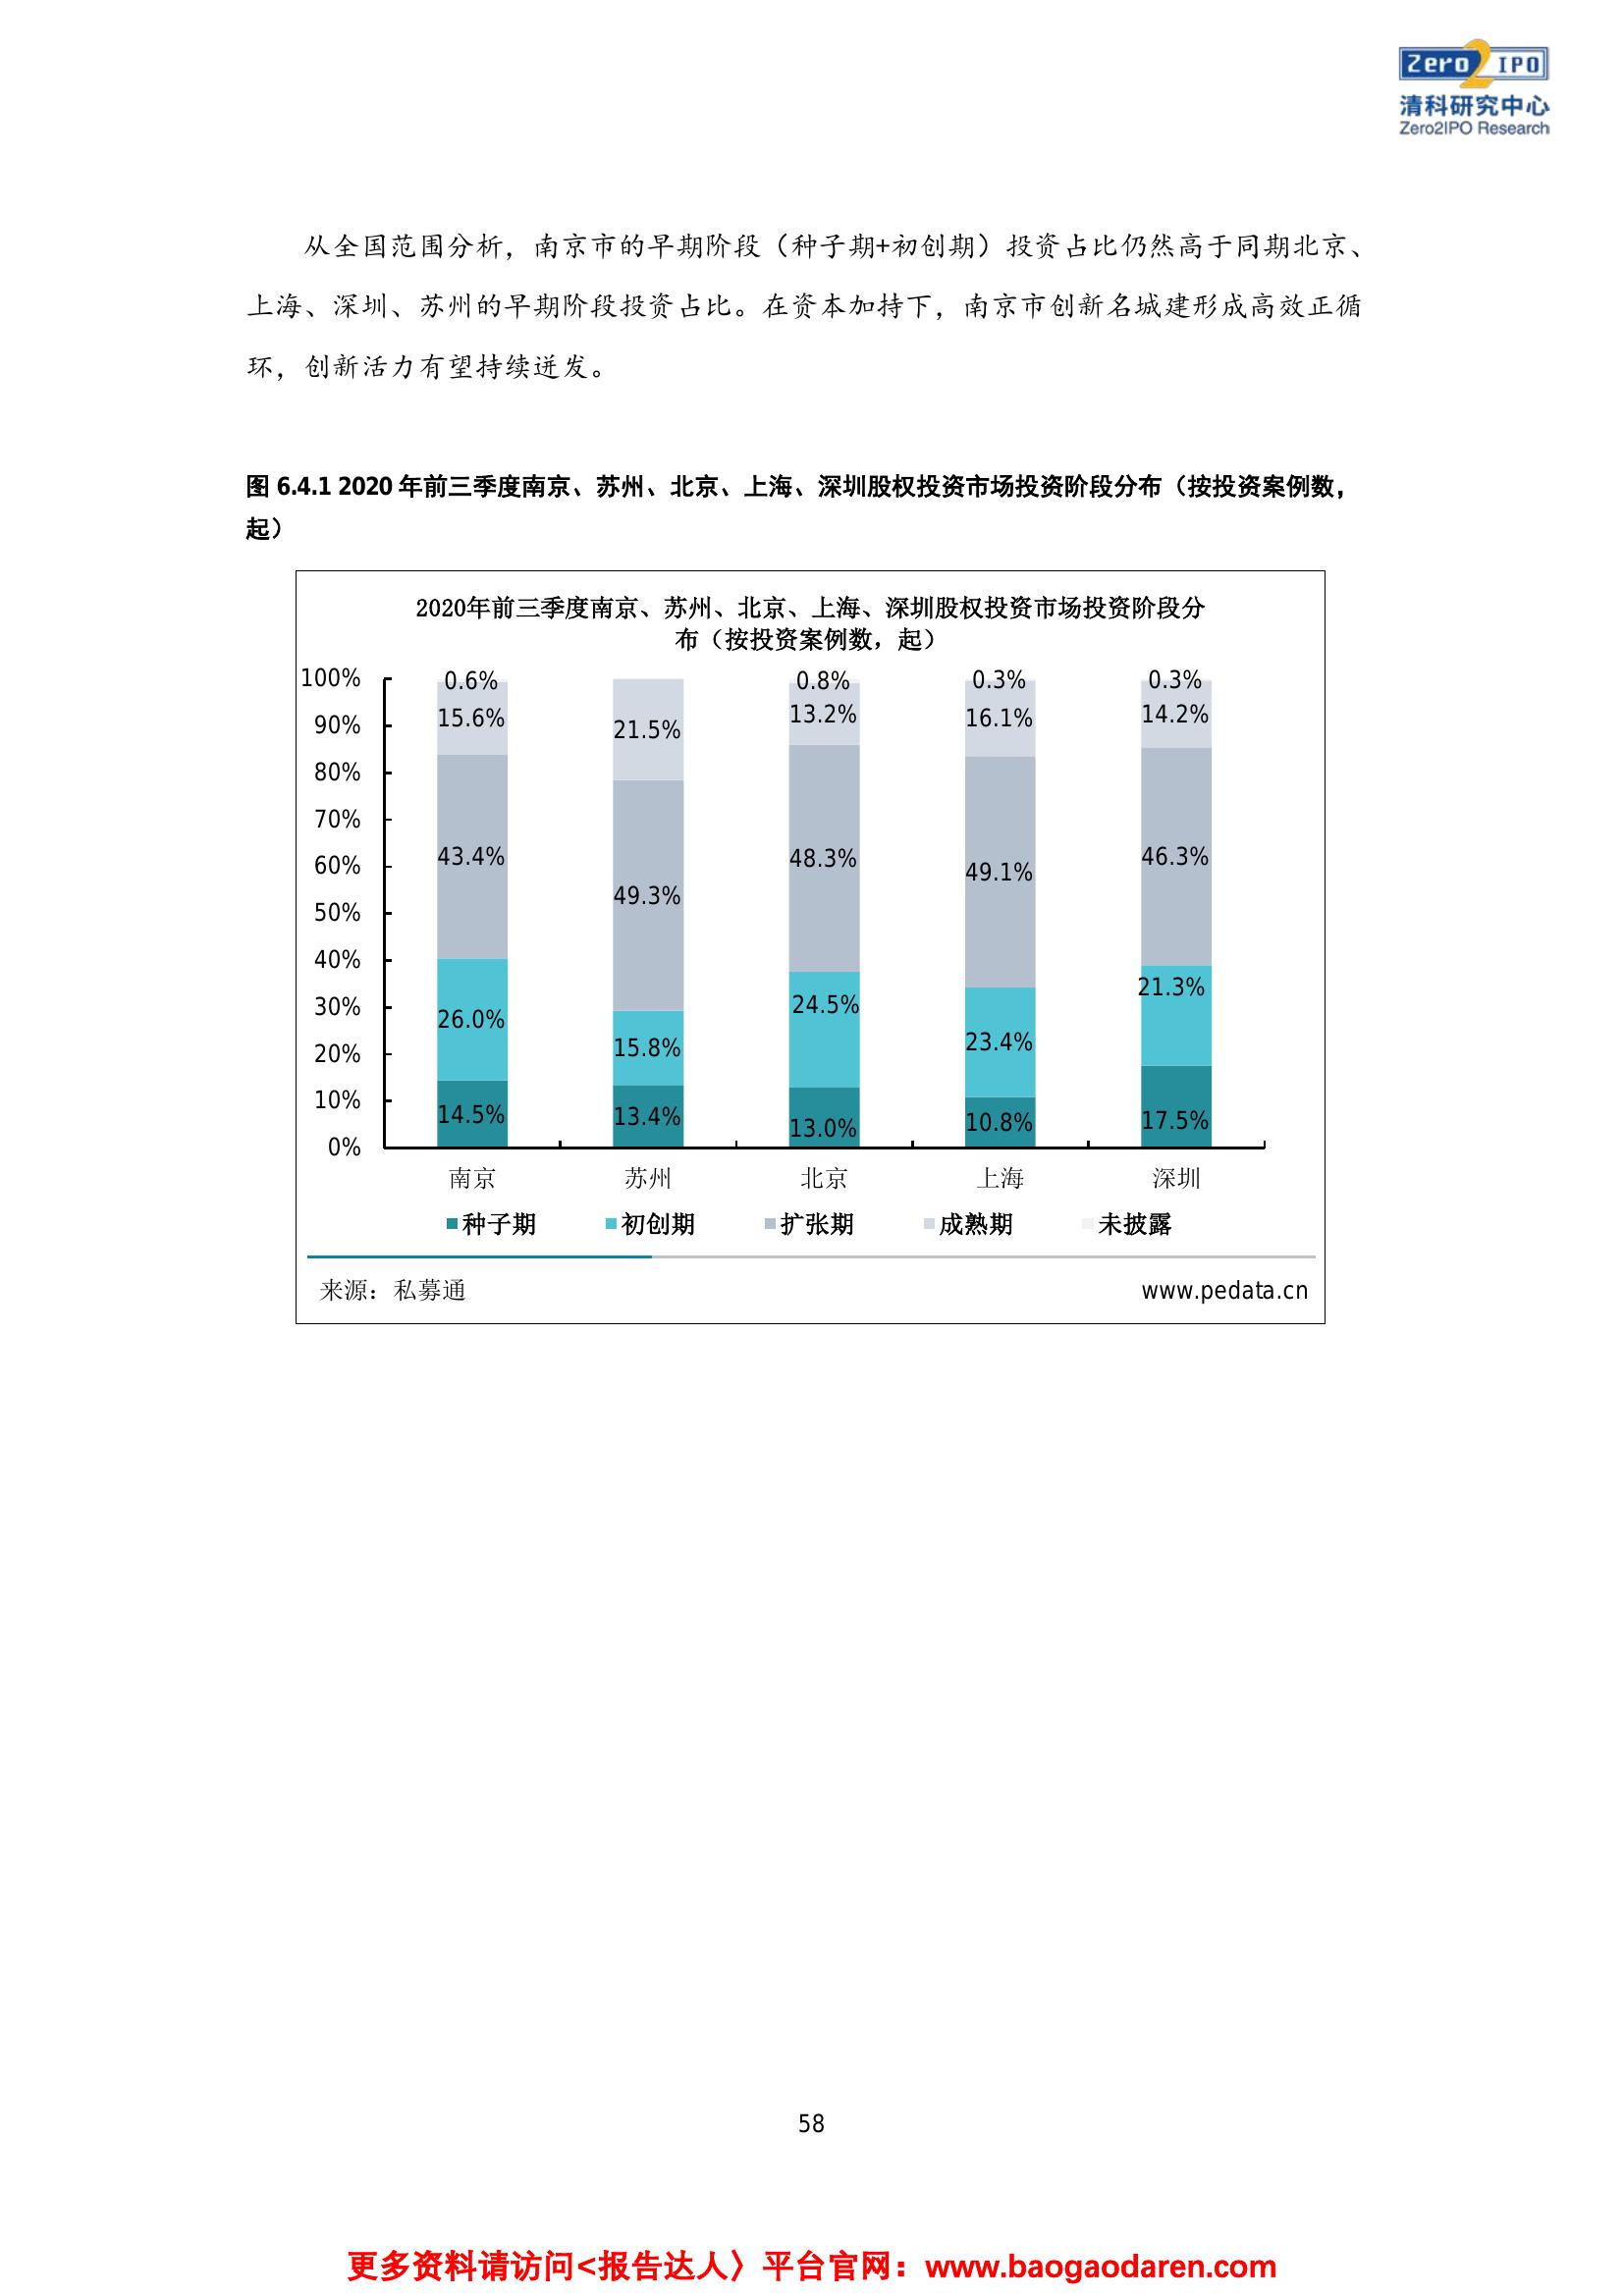 Zero2IPO
清科研究中心
Zero2IPO Research
从全国范围分析，南京市的早期阶段（种子期+初创期）投资占比仍然高于同期北京、
上海、深圳、苏州的早期阶段投资占比。在资本加持下，南京市创新名城建形成高效正循
环，创新活力有望持续迸发。
图 6.4.1 2020 年前三季度南京、苏州、北京、上海、深圳股权投资市场投资阶段分布（按投资案例数，
起）
2020年前三季度南京、苏州、北京、上海、深圳股权投资市场投资阶段分
布（按投资案例数，起）
100%
90%
80%
70%
60%
50%
40%
30%
20%
10%
0%
0.6% 0.8% 0.3% 0.3%
15.6% 21.5% 13.2% 16.1% 14.2%
43.4% 49.3% 48.3% 49.1% 46.3%
26.0% 15.8% 24.5% 23.4% 21.3%
14.5% 13.4% 13.0% 10.8% 17.5%
南京 苏州 北京 上海 深圳
种子期 初创期 扩张期 成熟期 未披露
来源：私募通 www.pedata.cn
58
更多资料请访问<报告达人〉平台官网：www.baogaodaren.com